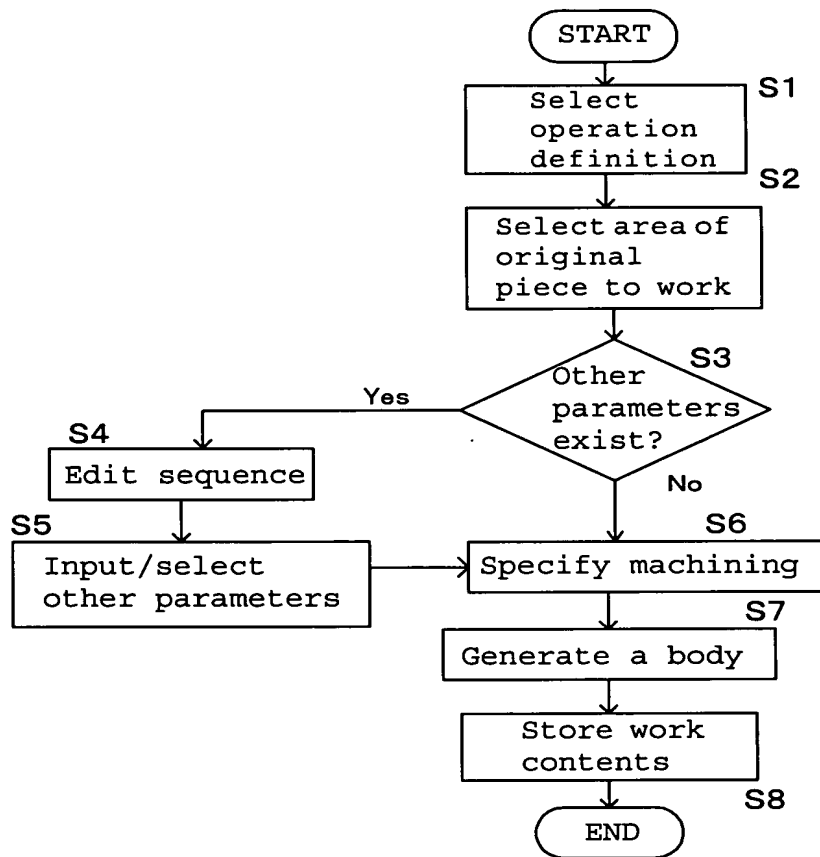 START
S1
Select
operation
definition
S2
Select area of
original
piece to work
S3
Other
parameters
exist?
Yes
No
S4
Edit sequence
S5
Input/select
other parameters
S6
Specify machining
S7
Generate a body
Store work
contents
S8
END